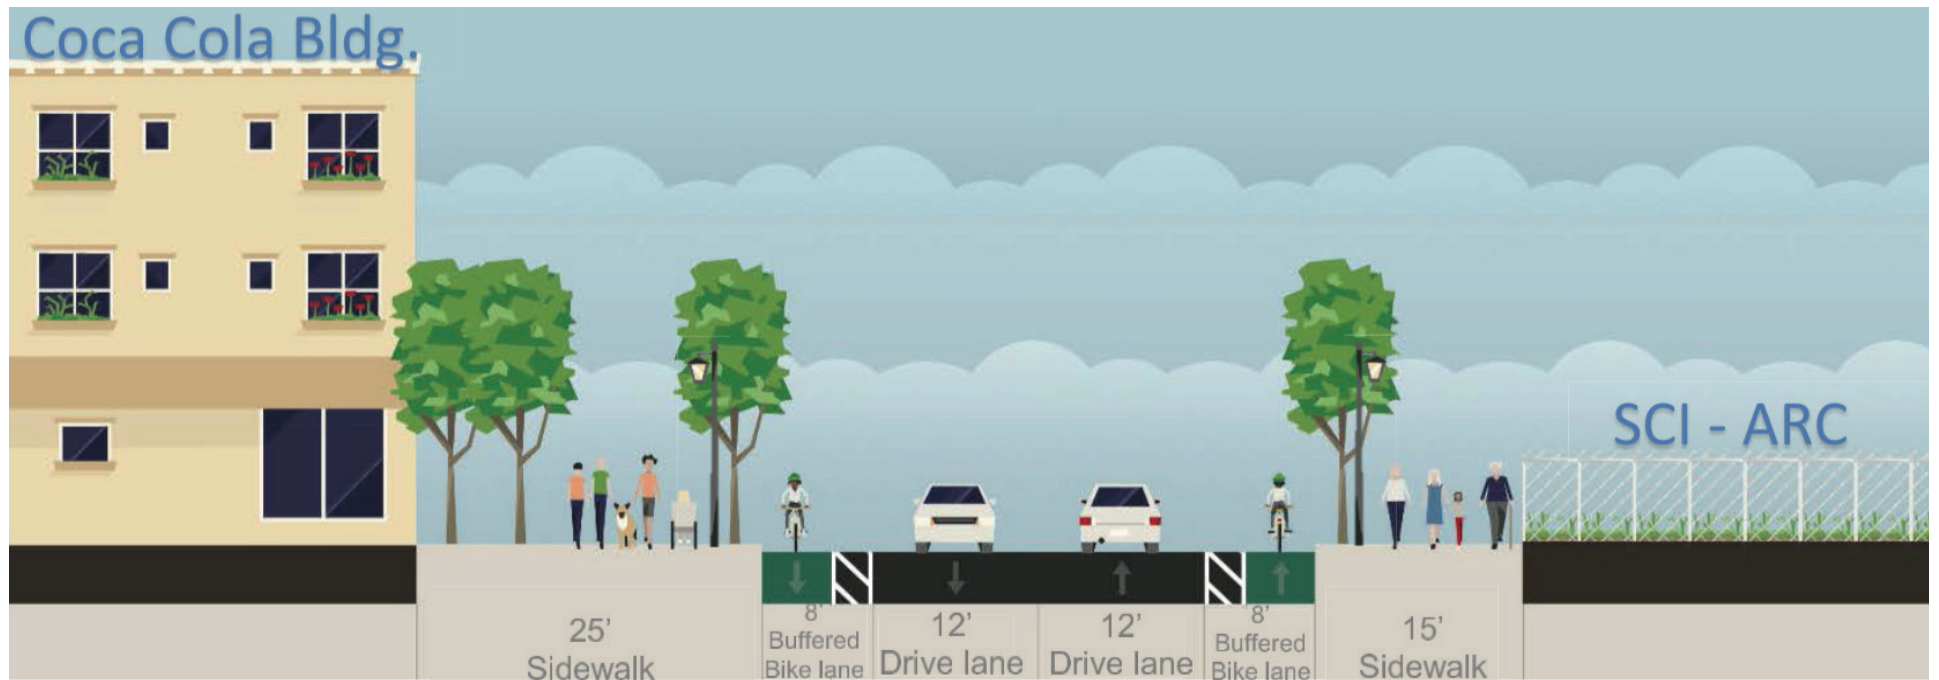 Coca Cola Bldg.
SCI - ARC
25’
Sidewalk
8’
Buffered
Bike lane
12’
Drive lane
12’
Drive lane
8’
Buffered
Bike lane
15’
Sidewalk